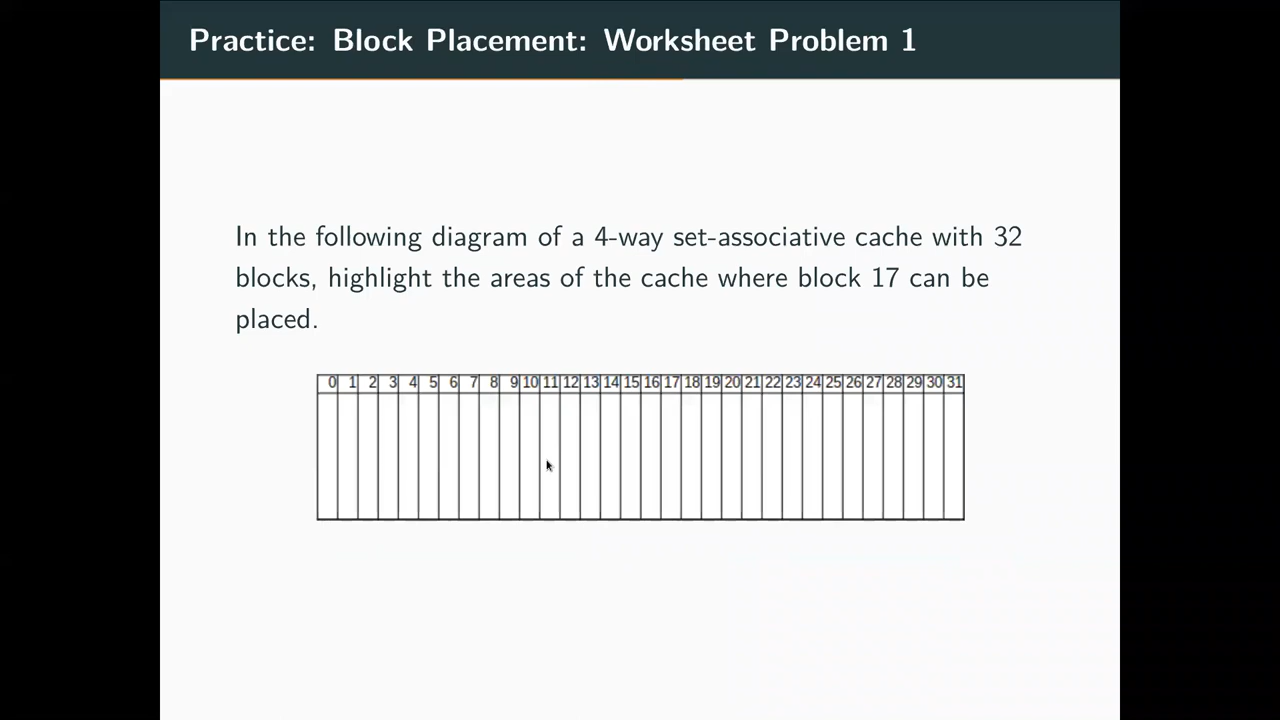 Practice: Block Placement: Worksheet Problem 1
In the following diagram of a 4-way set-associative cache with 32
blocks, highlight the areas of the cache where block 17 can be
placed.
0 1 2 3 4 5 6 7 8 9 10 11 12 13 14 15 16 17 18 19 20 21 22 23 24 25 26 27 28 29 30 31